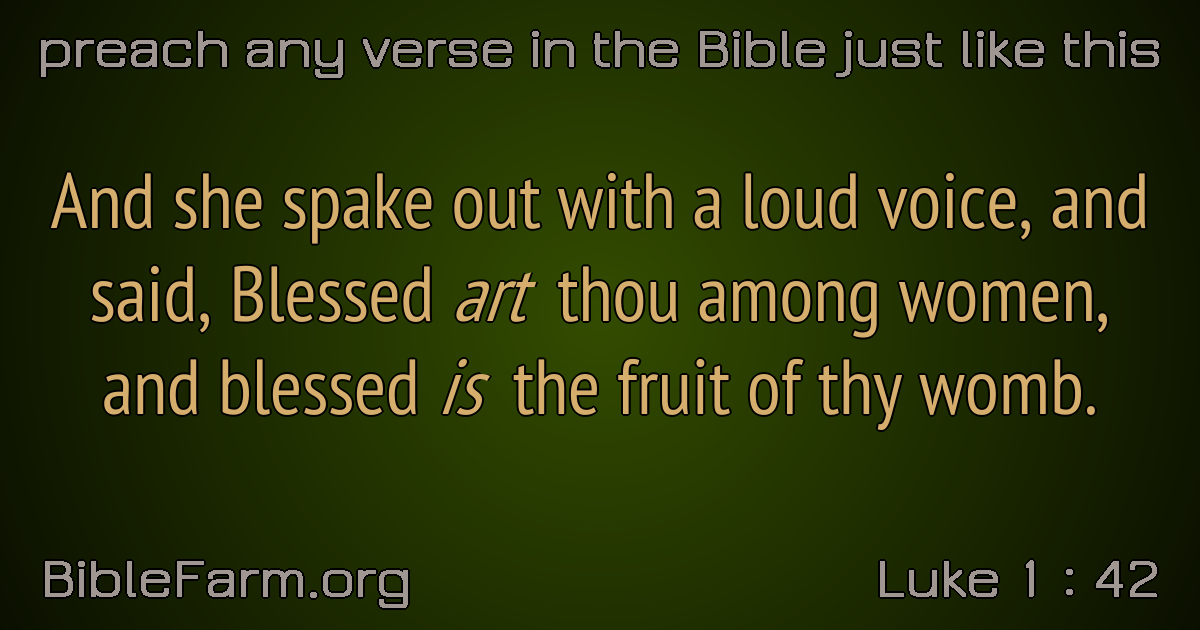 preach any verse in the Bible just like this
And she spake out with a loud voice, and
said, Blessed art thou among women,
and blessed is the fruit of thy womb.
BibleFarm.org
Luke 1 : 42